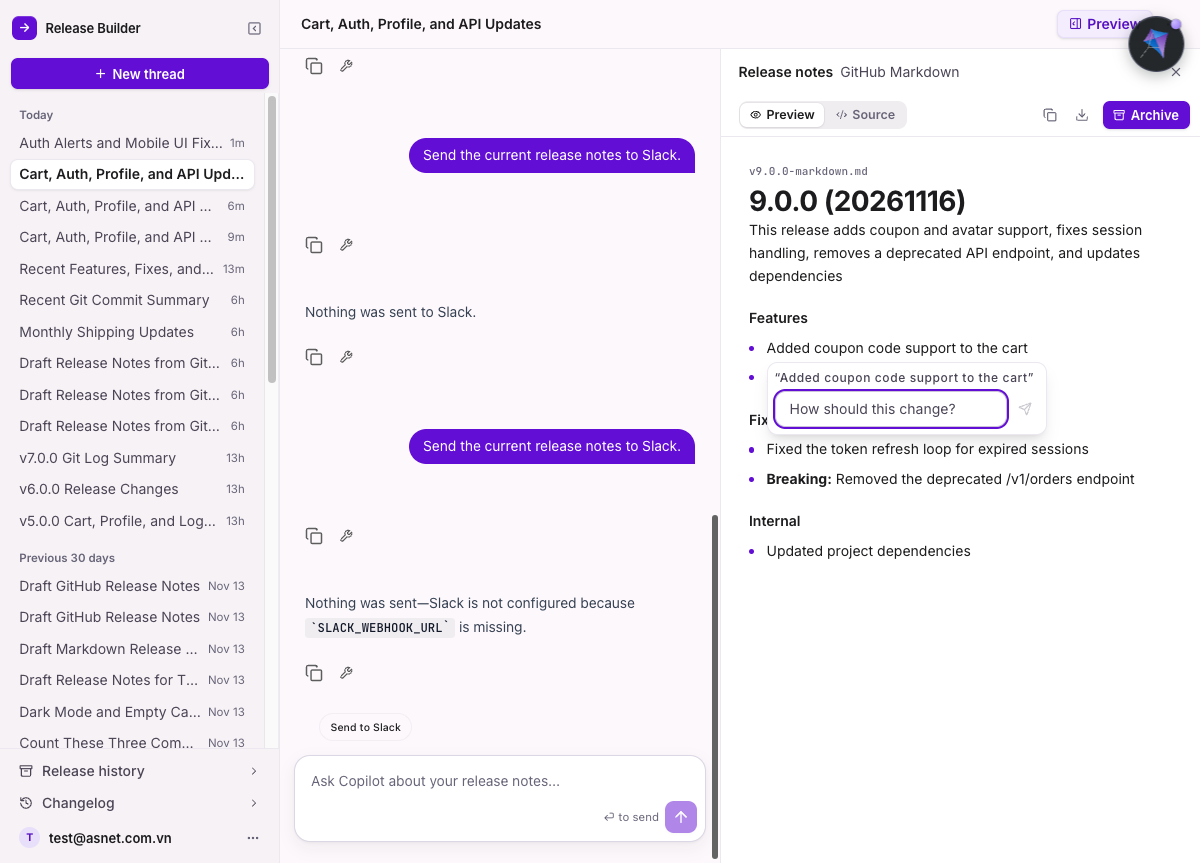 Release Builder
New thread
Today
Auth Alerts and Mobile UI Fix... 1m
Cart, Auth, Profile, and API Upd...
Cart, Auth, Profile, and API ... 6m
Cart, Auth, Profile, and API ... 9m
Recent Features, Fixes, and... 13m
Recent Git Commit Summary 6h
Monthly Shipping Updates 6h
Draft Release Notes from Git... 6h
Draft Release Notes from Git... 6h
Draft Release Notes from Git... 6h
v7.0.0 Git Log Summary 13h
v6.0.0 Release Changes 13h
v5.0.0 Cart, Profile, and Log... 13h
Previous 30 days
Draft GitHub Release Notes Nov 13
Draft GitHub Release Notes Nov 13
Draft Markdown Release ... Nov 13
Draft Release Notes for T... Nov 13
Dark Mode and Empty Ca... Nov 13
Count These Three Com... Nov 13
Release history
Changelog
T test@asnet.com.vn
Cart, Auth, Profile, and API Updates
Preview
Send the current release notes to Slack.
Nothing was sent to Slack.
Send the current release notes to Slack.
Nothing was sent—Slack is not configured because
`SLACK_WEBHOOK_URL` is missing.
Send to Slack
Ask Copilot about your release notes...
to send
Release notes GitHub Markdown
Preview Source
Archive
v9.0.0-markdown.md
9.0.0 (20261116)
This release adds coupon and avatar support, fixes session
handling, removes a deprecated API endpoint, and updates
dependencies
Features
Added coupon code support to the cart
“Added coupon code support to the cart”
How should this change?
Fix
Fixed the token refresh loop for expired sessions
Breaking: Removed the deprecated /v1/orders endpoint
Internal
Updated project dependencies